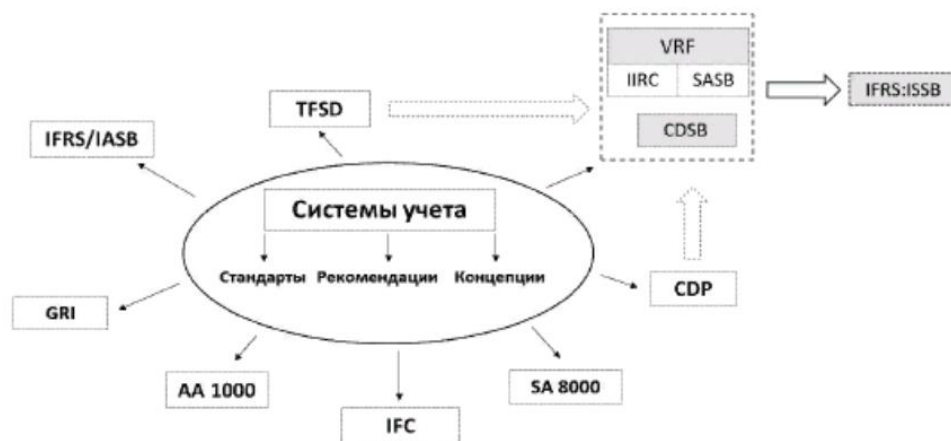 VRF
IIRC SASB
CDSB
IFRS:ISSB
TFSD
IFRS/IASB
Системы учета
Стандарты Рекомендации Концепции
GRI
CDP
AA 1000
SA 8000
IFC